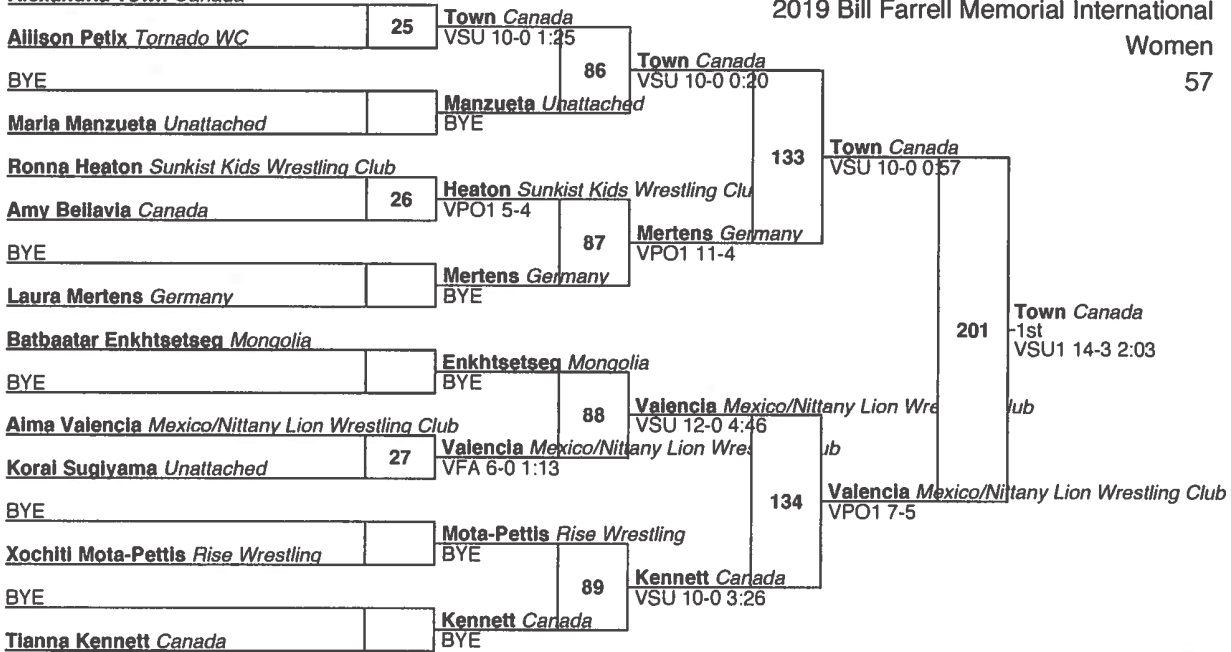 2019 Bill Farrell Memorial International
Women
57
Allison Petix Tornado WC
BYE
Maria Manzueta Unattached
Ronna Heaton Sunkist Kids Wrestling Club
Amy Bellavia Canada
BYE
Laura Mertens Germany
Batbaatar Enkhtsetseg Mongolia
BYE
Alma Valencia Mexico/Nittany Lion Wrestling Club
Korai Sugiyama Unattached
BYE
Xochiti Mota-Pettis Rise Wrestling
BYE
Tianna Kennett Canada
25
26
27
Town Canada
VSU 10-0 1:25
Manzueta Unattached
BYE
Heaton Sunkist Kids Wrestling Clu
VPO1 5-4
Mertens Germany
BYE
Enkhtsetseg Mongolia
BYE
Valencia Mexico/Nittany Lion Wres ub
VFA 6-0 1:13
Mota-Pettis Rise Wrestling
BYE
Kennett Canada
BYE
86
87
88
89
Town Canada
VSU 10-0 0:20
Mertens Germany
VPO1 11-4
Valencia Mexico/Nittany Lion Wre lub
VSU 12-0 4:46
Kennett Canada
VSU 10-0 3:26
133
134
Town Canada
VSU 10-0 0:57
Valencia Mexico/Nittany Lion Wrestling Club
VPO1 7-5
201
Town Canada
1st
VSU1 14-3 2:03